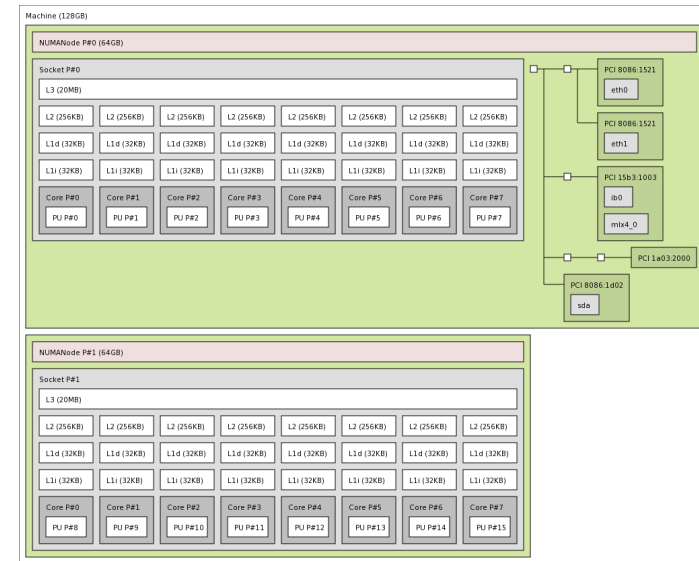 Machine (128GB)
NUMANode P#0 (64GB)
Socket P#0
L3 (20MB)
L2 (256KB) L2 (256KB) L2 (256KB) L2 (256KB) L2 (256KB) L2 (256KB) L2 (256KB) L2 (256KB)
L1d (32KB) L1d (32KB) L1d (32KB) L1d (32KB) L1d (32KB) L1d (32KB) L1d (32KB) L1d (32KB)
L1i (32KB) L1i (32KB) L1i (32KB) L1i (32KB) L1i (32KB) L1i (32KB) L1i (32KB) L1i (32KB)
Core P#0 Core P#1 Core P#2 Core P#3 Core P#4 Core P#5 Core P#6 Core P#7
PU P#0 PU P#1 PU P#2 PU P#3 PU P#4 PU P#5 PU P#6 PU P#7
PCI 8086:1521
eth0
PCI 8086:1521
eth1
PCI 15b3:1003
ib0
mlx4_0
PCI 1a03:2000
PCI 8086:1d02
sda
NUMANode P#1 (64GB)
Socket P#1
L3 (20MB)
L2 (256KB) L2 (256KB) L2 (256KB) L2 (256KB) L2 (256KB) L2 (256KB) L2 (256KB) L2 (256KB)
L1d (32KB) L1d (32KB) L1d (32KB) L1d (32KB) L1d (32KB) L1d (32KB) L1d (32KB) L1d (32KB)
L1i (32KB) L1i (32KB) L1i (32KB) L1i (32KB) L1i (32KB) L1i (32KB) L1i (32KB) L1i (32KB)
Core P#0 Core P#1 Core P#2 Core P#3 Core P#4 Core P#5 Core P#6 Core P#7
PU P#8 PU P#9 PU P#10 PU P#11 PU P#12 PU P#13 PU P#14 PU P#15